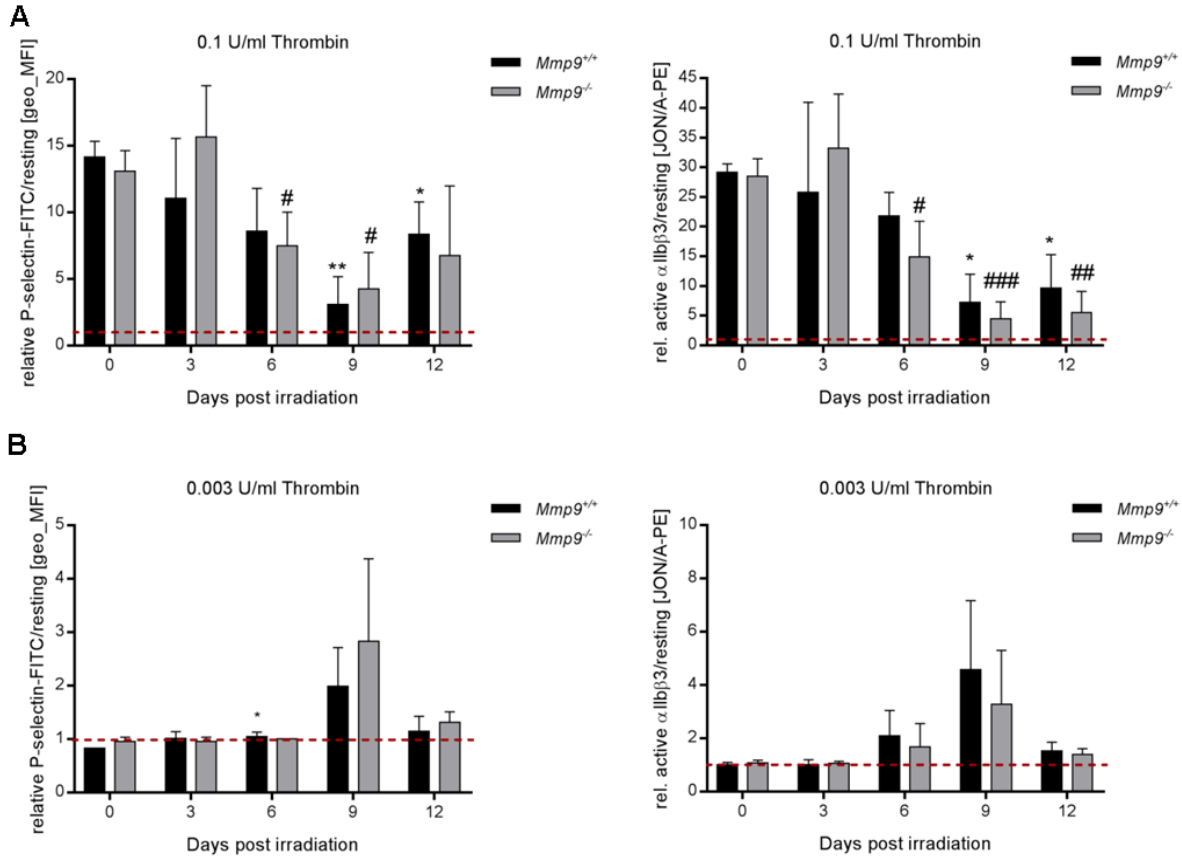 A
0.1 U/ml Thrombin
Mmp9+/+
Mmp9-/-
relative P-selectin-FITC/resting [geo_MFI]
20
15
10
5
0
#
**
#
*
0 3 6 9 12
Days post irradiation
0.1 U/ml Thrombin
Mmp9+/+
Mmp9-/-
rel. active αIIbβ3/resting [JON/A-PE]
45
40
35
30
25
20
15
10
5
0
#
*
###
*
##
0 3 6 9 12
Days post irradiation
B
0.003 U/ml Thrombin
Mmp9+/+
Mmp9-/-
relative P-selectin-FITC/resting [geo_MFI]
5
4
3
2
1
0
*
0 3 6 9 12
Days post irradiation
0.003 U/ml Thrombin
Mmp9+/+
Mmp9-/-
rel. active αIIbβ3/resting [JON/A-PE]
10
8
6
4
2
0
0 3 6 9 12
Days post irradiation